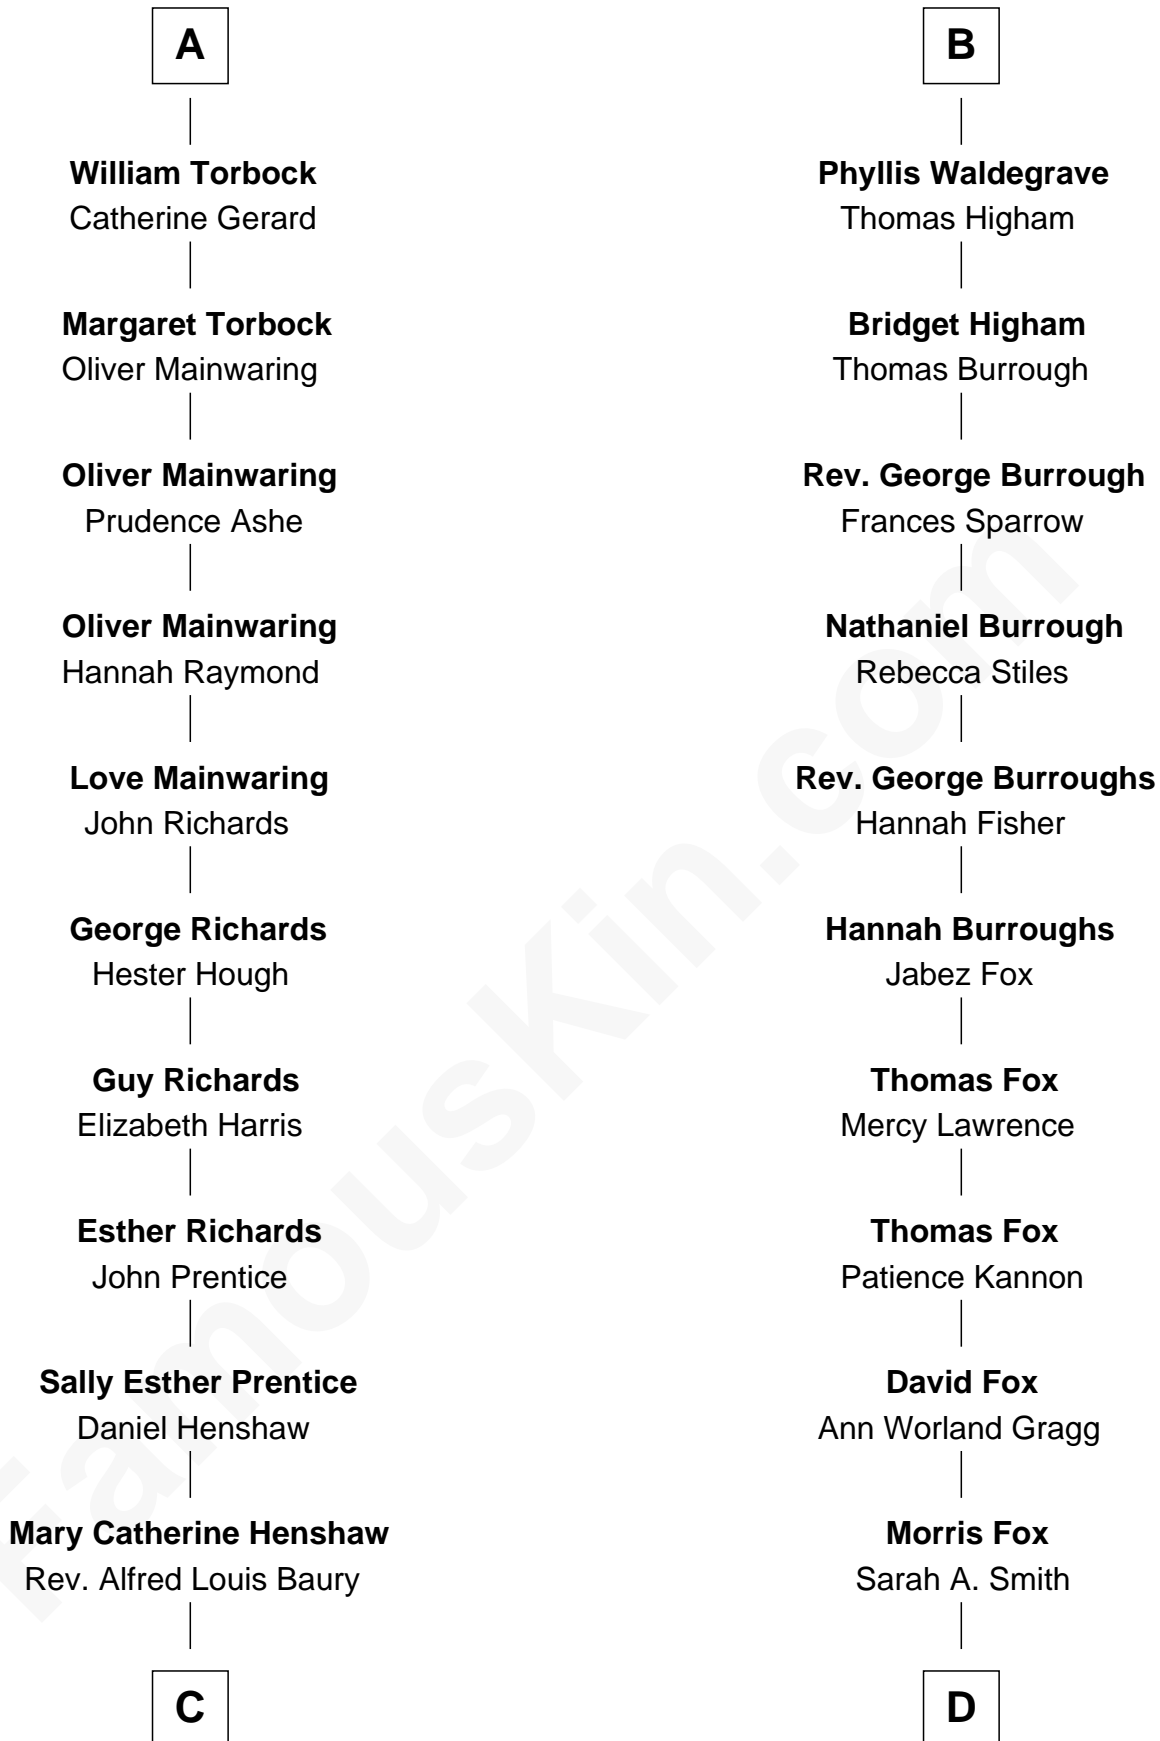 A
William Torbock
Catherine Gerard
Margaret Torbock
Oliver Mainwaring
Oliver Mainwaring
Prudence Ashe
Oliver Mainwaring
Hannah Raymond
Love Mainwaring
John Richards
George Richards
Hester Hough
Guy Richards
Elizabeth Harris
Esther Richards
John Prentice
Sally Esther Prentice
Daniel Henshaw
Mary Catherine Henshaw
Rev. Alfred Louis Baury
C
B
Phyllis Waldegrave
Thomas Higham
Bridget Higham
Thomas Burrough
Rev. George Burrough
Frances Sparrow
Nathaniel Burrough
Rebecca Stiles
Rev. George Burroughs
Hannah Fisher
Hannah Burroughs
Jabez Fox
Thomas Fox
Mercy Lawrence
Thomas Fox
Patience Kannon
David Fox
Ann Worland Gragg
Morris Fox
Sarah A. Smith
D
FamousKin.com